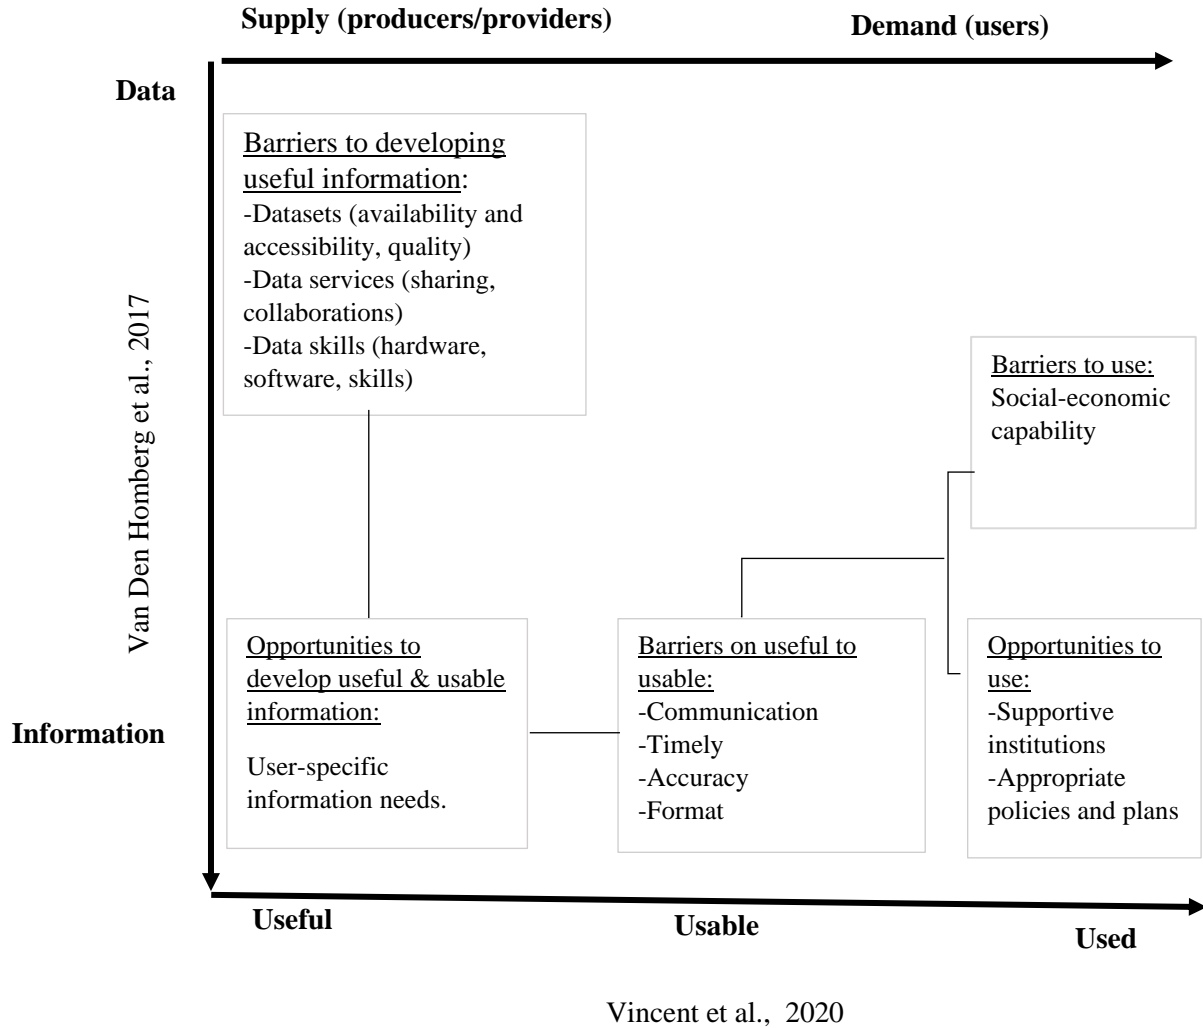 Supply (producers/providers)
Demand (users)
Data
Barriers to developing
useful information:
-Datasets (availability and
accessibility, quality)
-Data services (sharing,
collaborations)
-Data skills (hardware,
software, skills)
Van Den Homberg et al., 2017
Barriers to use:
Social-economic
capability
Opportunities to
develop useful & usable
information:
User-specific
information needs.
Barriers on useful to
usable:
-Communication
-Timely
-Accuracy
-Format
Opportunities to
use:
-Supportive
institutions
-Appropriate
policies and plans
Information
Useful
Usable
Used
Vincent et al., 2020